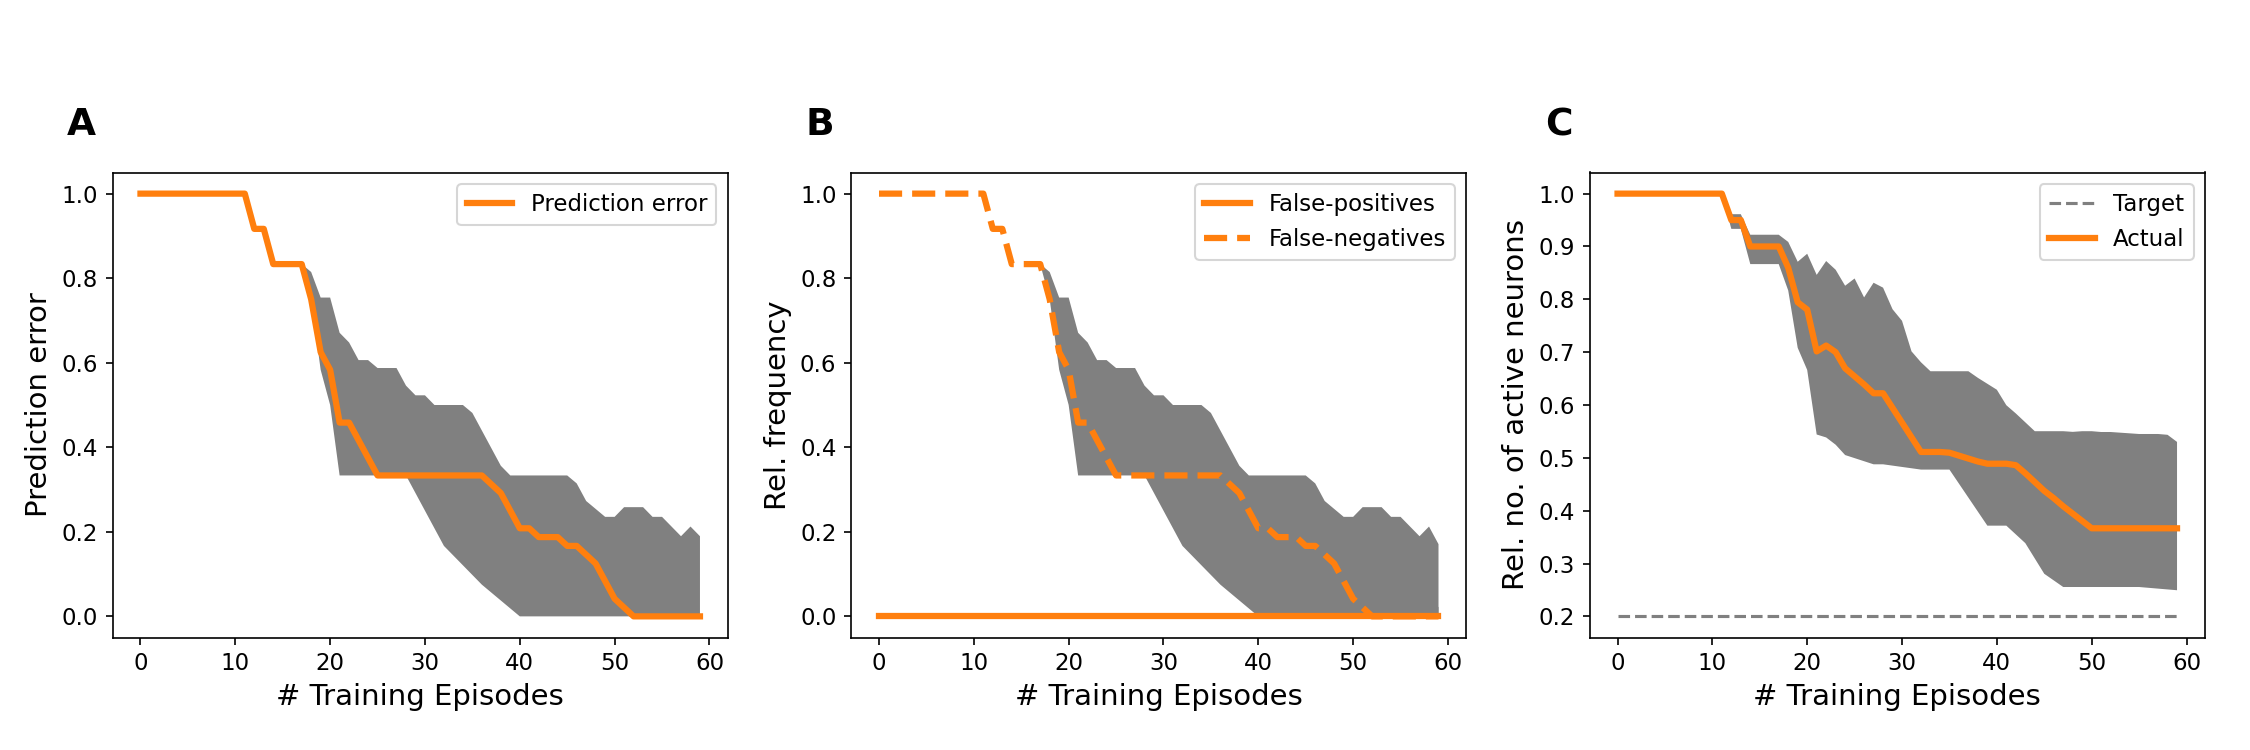 A
1.0
0.8
0.6
0.4
0.2
0.0
Prediction error
Prediction error
0 10 20 30 40 50 60
# Training Episodes
B
1.0
0.8
0.6
0.4
0.2
0.0
Rel. frequency
False-positives
False-negatives
0 10 20 30 40 50 60
# Training Episodes
C
1.0
0.9
0.8
0.7
0.6
0.5
0.4
0.3
0.2
Rel. no. of active neurons
Target
Actual
0 10 20 30 40 50 60
# Training Episodes